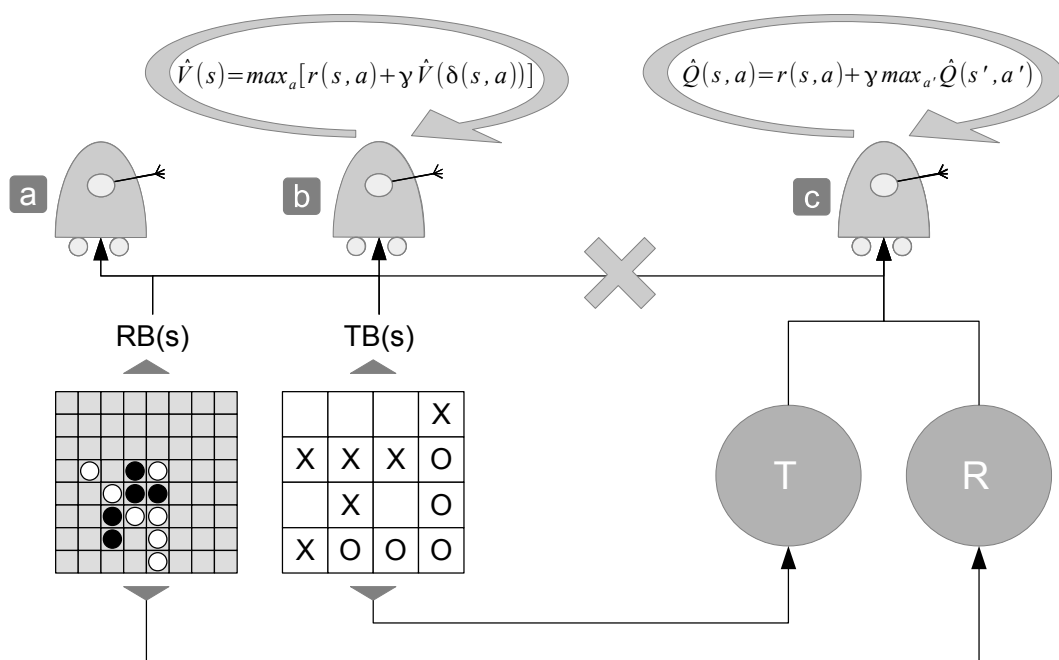 V̂(s)=max_a[r(s,a)+γV̂(δ(s,a))]
Q̂(s,a)=r(s,a)+γmax_a'Q̂(s',a')
a
b
c
RB(s)
TB(s)
X
X X X O
X O
X O O O
T
R